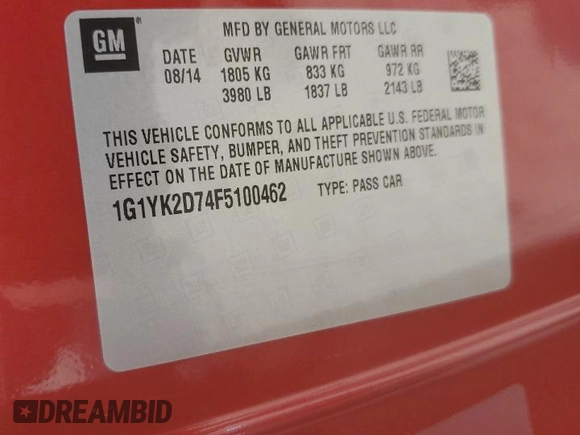 GM ®
MFD BY GENERAL MOTORS LLC
DATE GVWR GAWR FRT GAWR RR
08/14 1805 KG 833 KG 972 KG
3980 LB 1837 LB 2143 LB
THIS VEHICLE CONFORMS TO ALL APPLICABLE U.S. FEDERAL MOTOR
VEHICLE SAFETY, BUMPER, AND THEFT PREVENTION STANDARDS IN
EFFECT ON THE DATE OF MANUFACTURE SHOWN ABOVE.
1G1YK2D74F5100462 TYPE: PASS CAR
DREAMBID